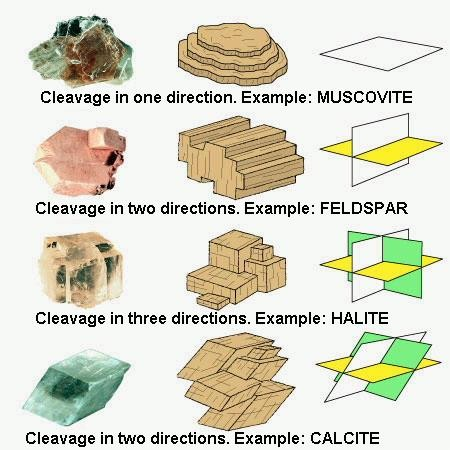 Cleavage in one direction. Example: MUSCOVITE
Cleavage in two directions. Example: FELDSPAR
Cleavage in three directions. Example: HALITE
Cleavage in two directions. Example: CALCITE